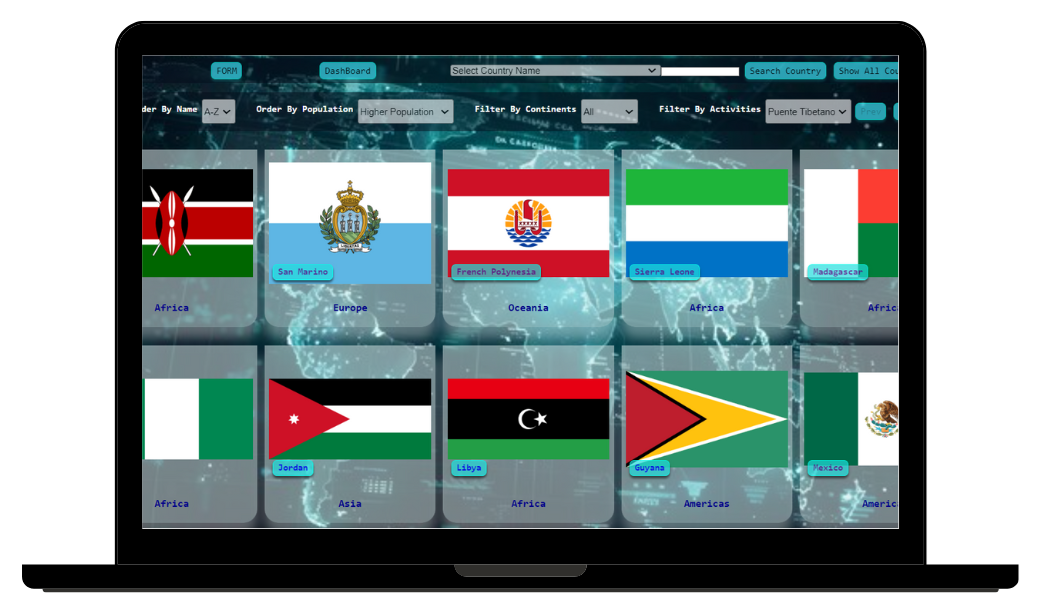 FORM
DashBoard
Select Country Name
Search Country
Show All Cou
der By Name
A-Z
Order By Population
Higher Population
Filter By Continents
All
Filter By Activities
Puente Tibetano
Prev
San Marino
French Polynesia
Sierra Leone
Madagascar
Africa
Europe
Oceania
Africa
Africa
LIBERTAS
Jordan
Libya
Guyana
Mexico
Africa
Asia
Africa
Americas
Americ